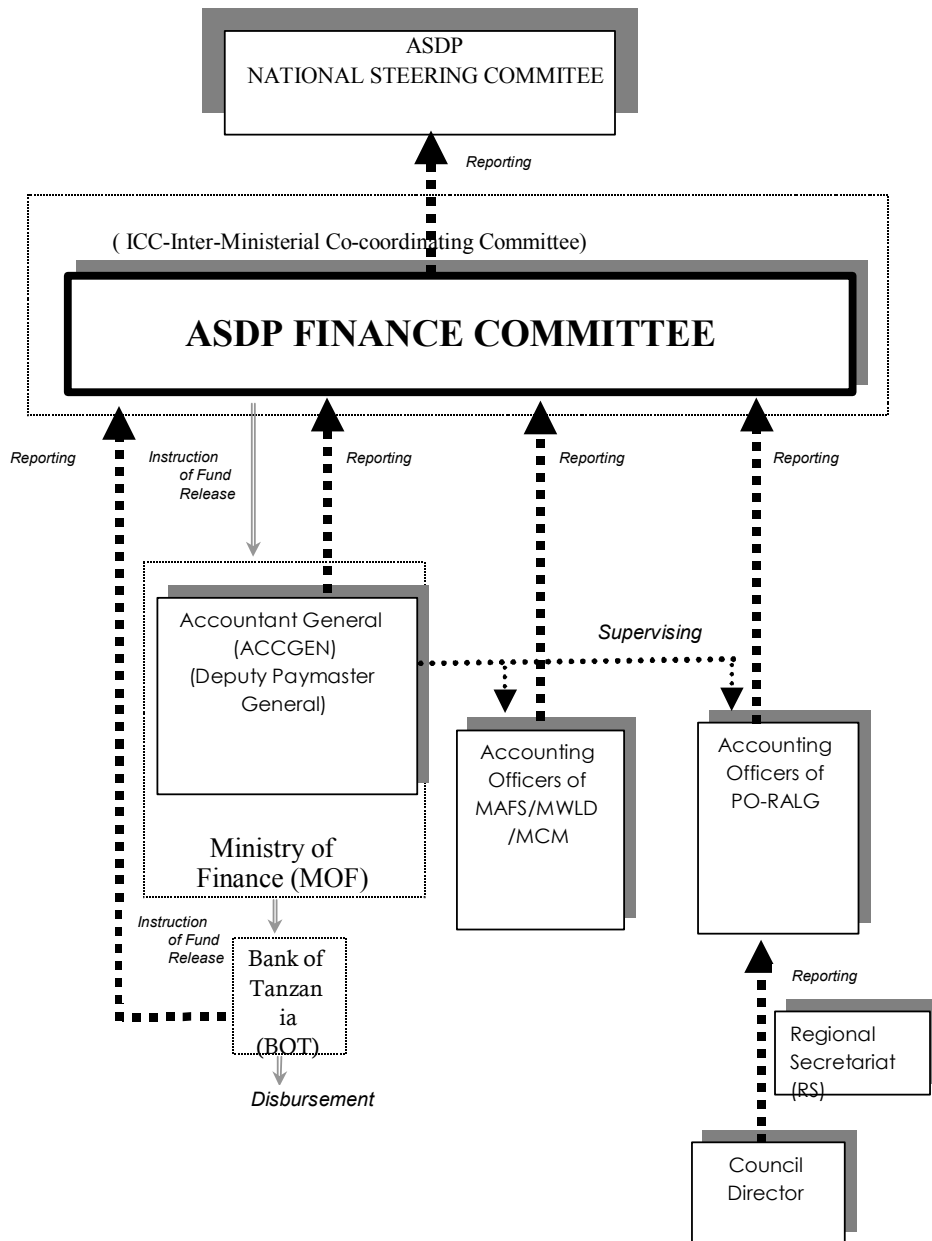 ASDP
NATIONAL STEERING COMMITEE
Reporting
( ICC-Inter-Ministerial Co-coordinating Committee)
ASDP FINANCE COMMITTEE
Reporting
Instruction
of Fund
Release
Reporting
Reporting
Reporting
Accountant General
(ACCGEN)
(Deputy Paymaster
General)
Supervising
Accounting
Officers of
MAFS/MWLD
/MCM
Accounting
Officers of
PO-RALG
Ministry of
Finance (MOF)
Instruction
of Fund
Release
Bank of
Tanzan
ia
(BOT)
Disbursement
Reporting
Regional
Secretariat
(RS)
Council
Director